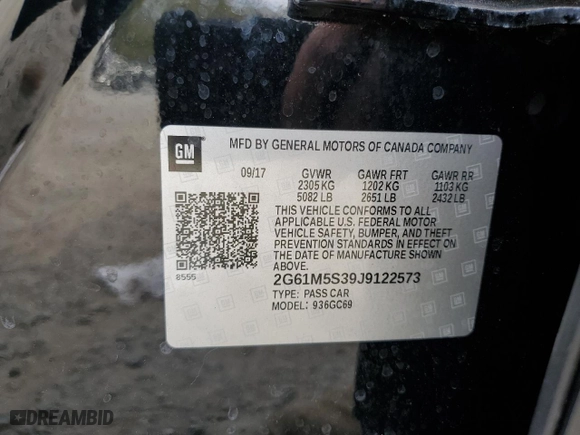 GM
MFD BY GENERAL MOTORS OF CANADA COMPANY
09/17 GVWR GAWR FRT GAWR RR
2305 KG 1202 KG 1103 KG
5082 LB 2651 LB 2432 LB
THIS VEHICLE CONFORMS TO ALL
APPLICABLE U.S. FEDERAL MOTOR
VEHICLE SAFETY, BUMPER, AND THEFT
PREVENTION STANDARDS IN EFFECT ON
THE DATE OF MANUFACTURE SHOWN
ABOVE.
8555
2G61M5S39J9122573
TYPE: PASS CAR
MODEL: 936GC69
DREAMBID